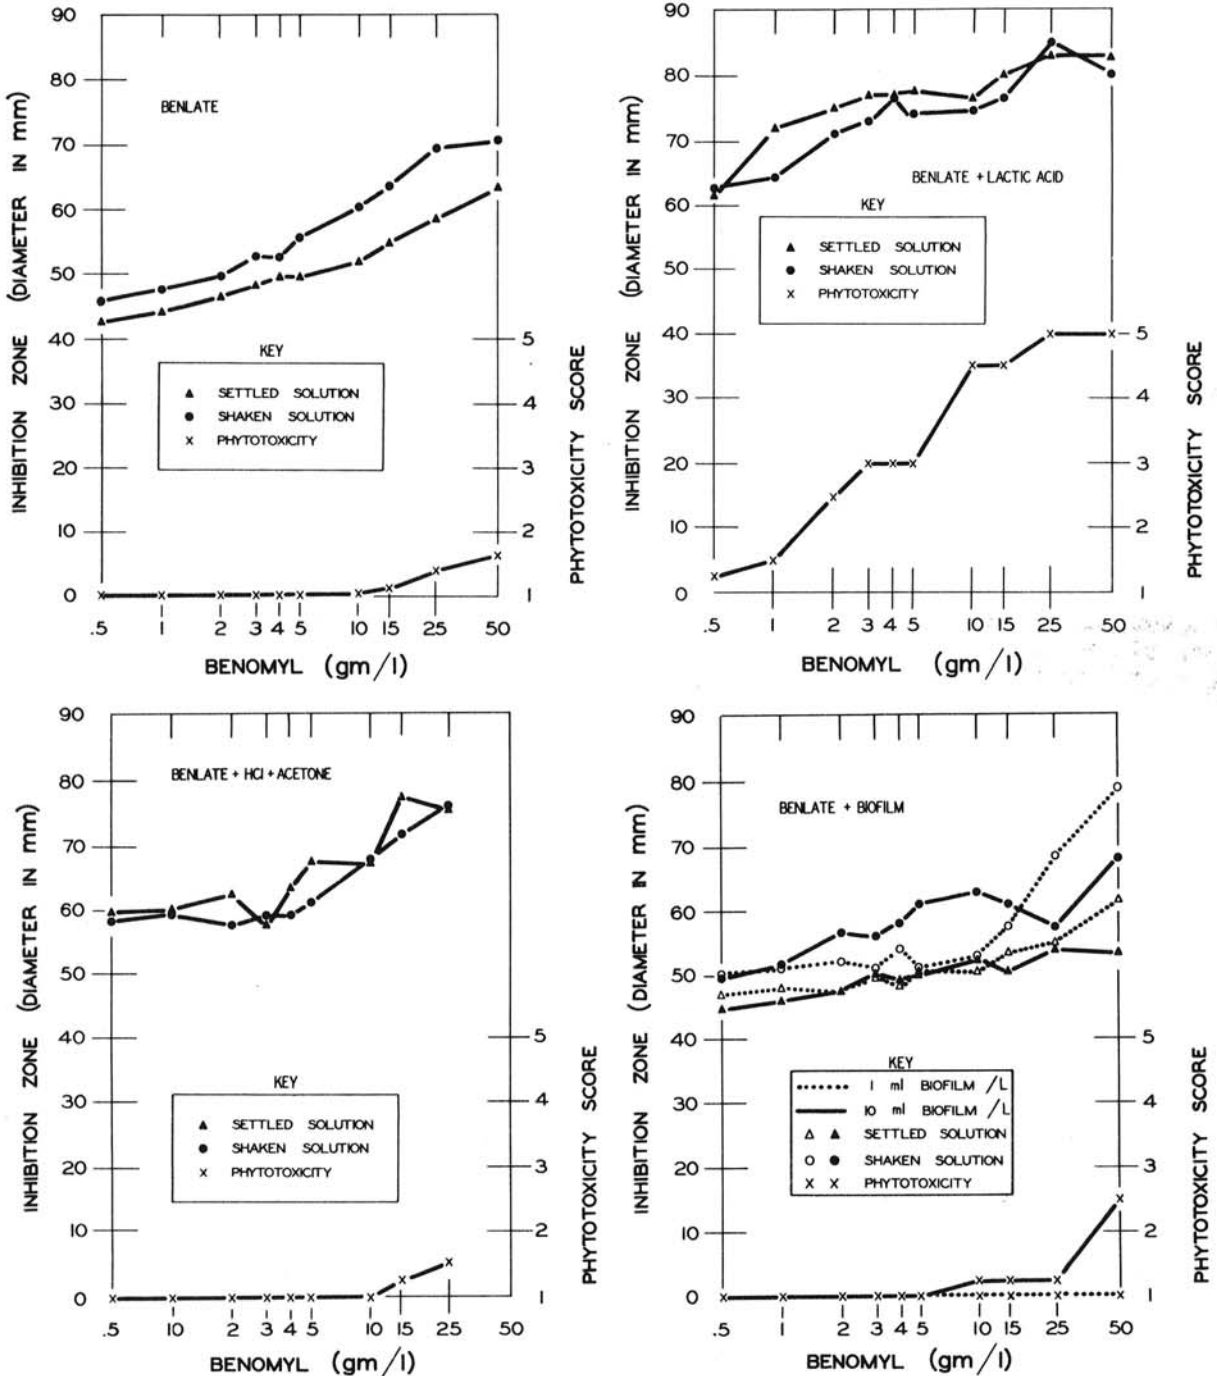 INHIBITION ZONE (DIAMETER IN mm)
90
80
70
60
50
40
30
20
10
0
BENLATE
KEY
SETTLED SOLUTION
SHAKEN SOLUTION
PHYTOTOXICITY
5
4
3
2
1
PHYTOTOXICITY SCORE
.5 1 2 3 4 5 10 15 25 50
BENOMYL (gm/l)
INHIBITION ZONE (DIAMETER IN mm)
90
80
70
60
50
40
30
20
10
0
BENLATE + LACTIC ACID
KEY
SETTLED SOLUTION
SHAKEN SOLUTION
PHYTOTOXICITY
5
4
3
2
1
PHYTOTOXICITY SCORE
.5 1 2 3 4 5 10 15 25 50
BENOMYL (gm/l)
INHIBITION ZONE (DIAMETER IN mm)
90
80
70
60
50
40
30
20
10
0
BENLATE + HCl + ACETONE
KEY
SETTLED SOLUTION
SHAKEN SOLUTION
PHYTOTOXICITY
5
4
3
2
1
PHYTOTOXICITY SCORE
.5 10 2 3 4 5 10 15 25 50
BENOMYL (gm/l)
INHIBITION ZONE (DIAMETER IN mm)
90
80
70
60
50
40
30
20
10
0
BENLATE + BIOFILM
KEY
1 ml BIOFILM /L
10 ml BIOFILM /L
SETTLED SOLUTION
SHAKEN SOLUTION
PHYTOTOXICITY
5
4
3
2
1
PHYTOTOXICITY SCORE
.5 1 2 3 4 5 10 15 25 50
BENOMYL (gm/l)